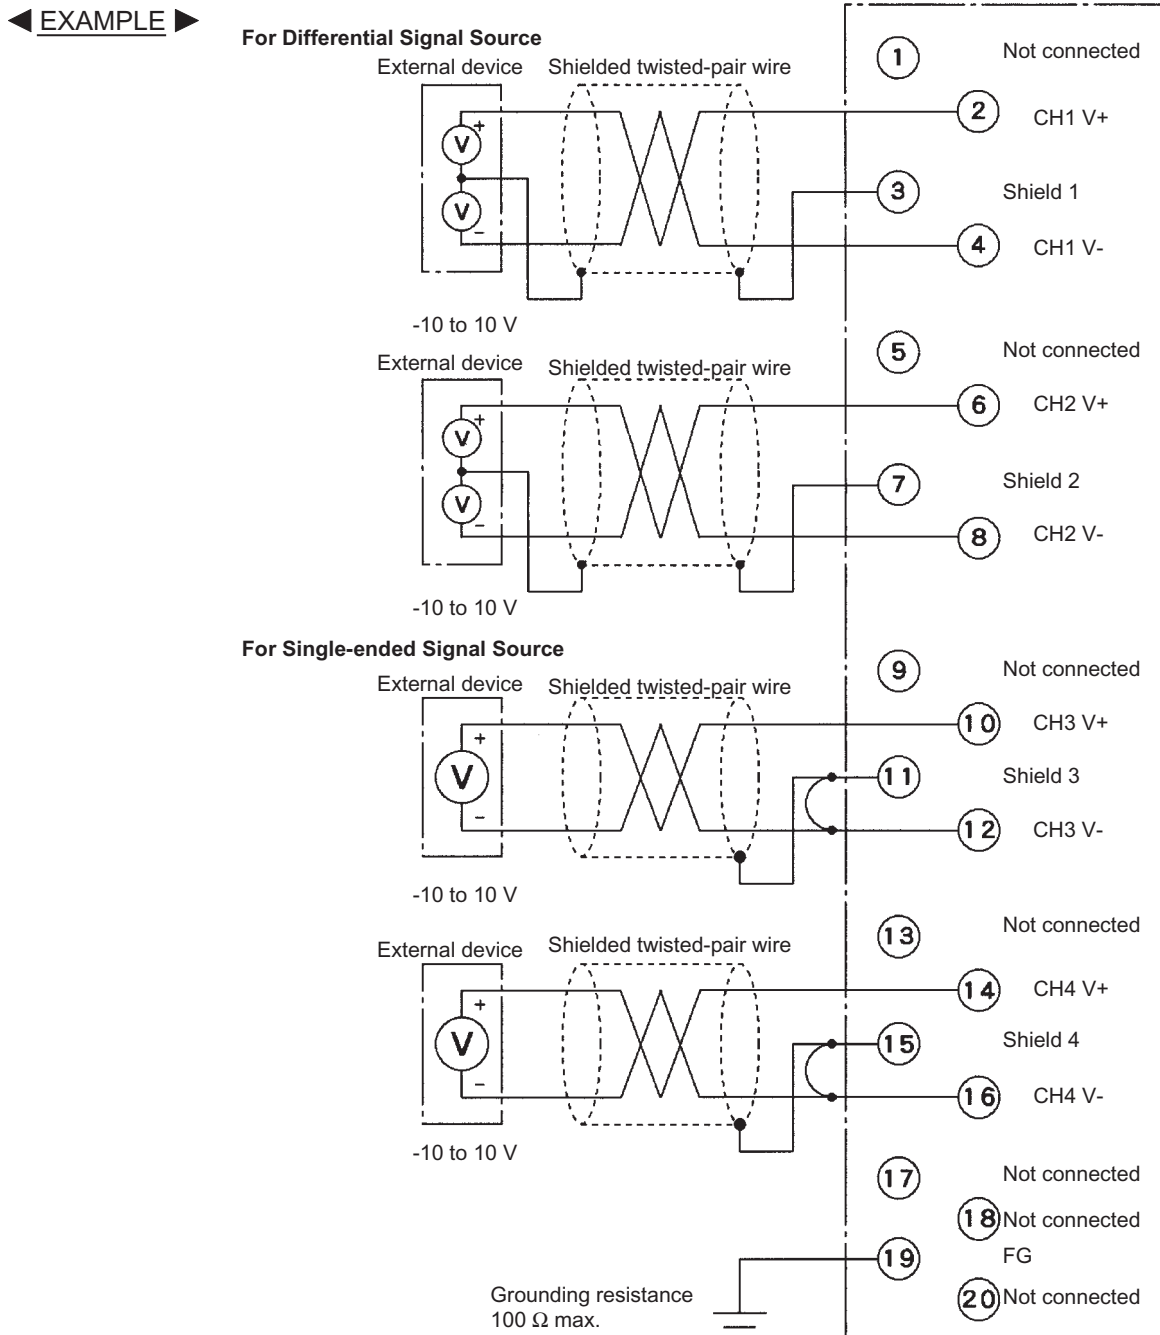 ◀ EXAMPLE ▶
For Differential Signal Source
External device
Shielded twisted-pair wire
V
+
V
−
-10 to 10 V
1 Not connected
2 CH1 V+
3 Shield 1
4 CH1 V-
External device
Shielded twisted-pair wire
V
+
V
−
-10 to 10 V
5 Not connected
6 CH2 V+
7 Shield 2
8 CH2 V-
For Single-ended Signal Source
External device
Shielded twisted-pair wire
+
V
−
-10 to 10 V
9 Not connected
10 CH3 V+
11 Shield 3
12 CH3 V-
External device
Shielded twisted-pair wire
+
V
−
-10 to 10 V
13 Not connected
14 CH4 V+
15 Shield 4
16 CH4 V-
17 Not connected
18 Not connected
19 FG
20 Not connected
Grounding resistance
100 Ω max.